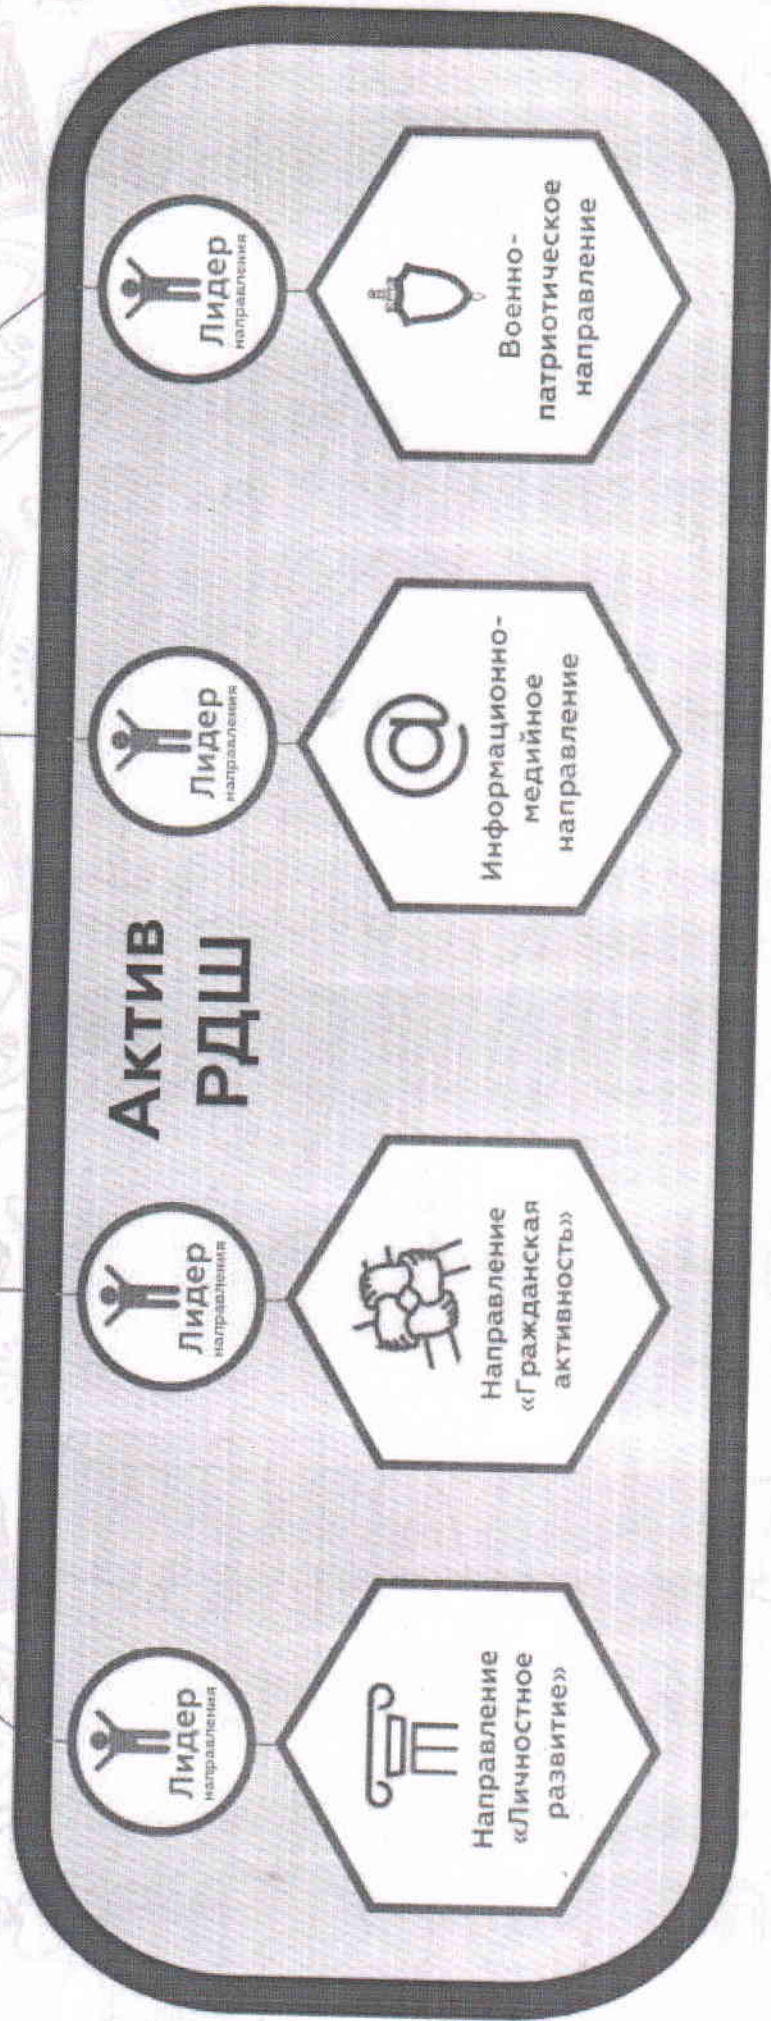 Актив
РДШ
Лидер
направления
Направление
«Личностное
развитие»
Лидер
направления
Направление
«Гражданская
активность»
Лидер
направления
Информационно-
медийное
направление
Лидер
направления
Военно-
патриотическое
направление